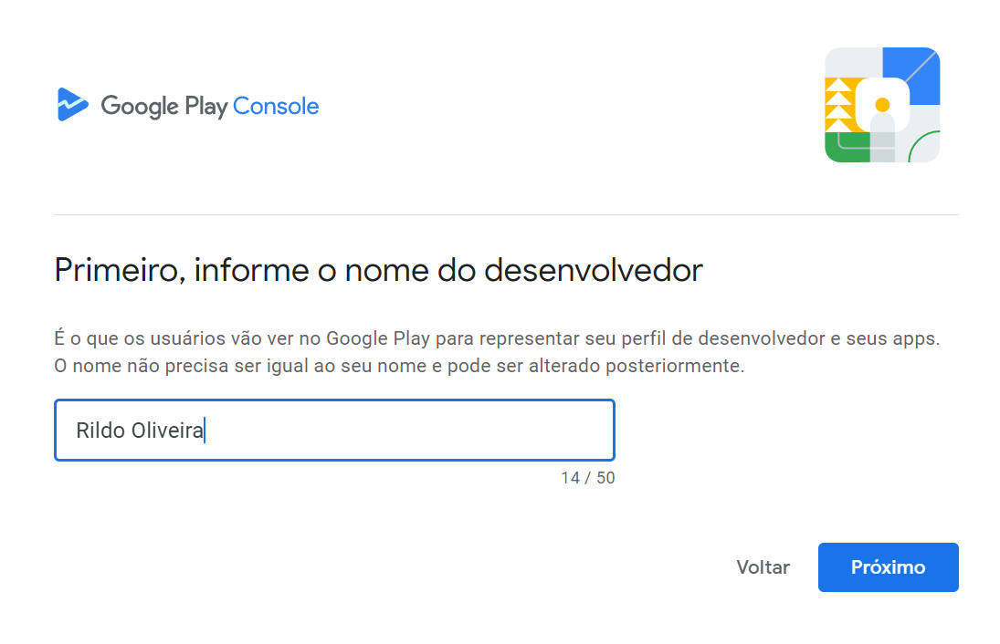 Google Play Console
Primeiro, informe o nome do desenvolvedor
É o que os usuários vão ver no Google Play para representar seu perfil de desenvolvedor e seus apps.
O nome não precisa ser igual ao seu nome e pode ser alterado posteriormente.
Rildo Oliveira
14 / 50
Voltar
Próximo